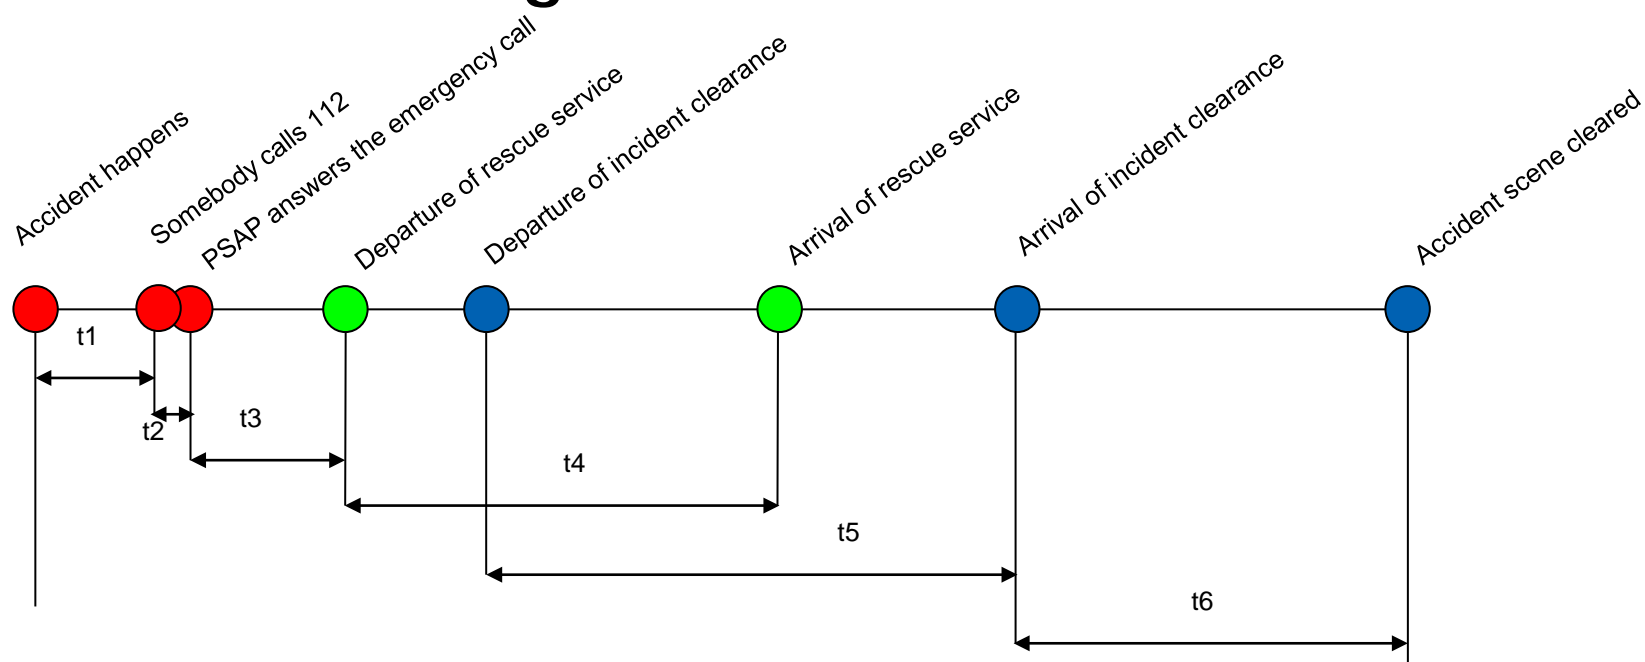 Accident happens
Somebody calls 112
PSAP answers the emergency call
Departure of rescue service
Departure of incident clearance
Arrival of rescue service
Arrival of incident clearance
Accident scene cleared
t1
t2
t3
t4
t5
t6